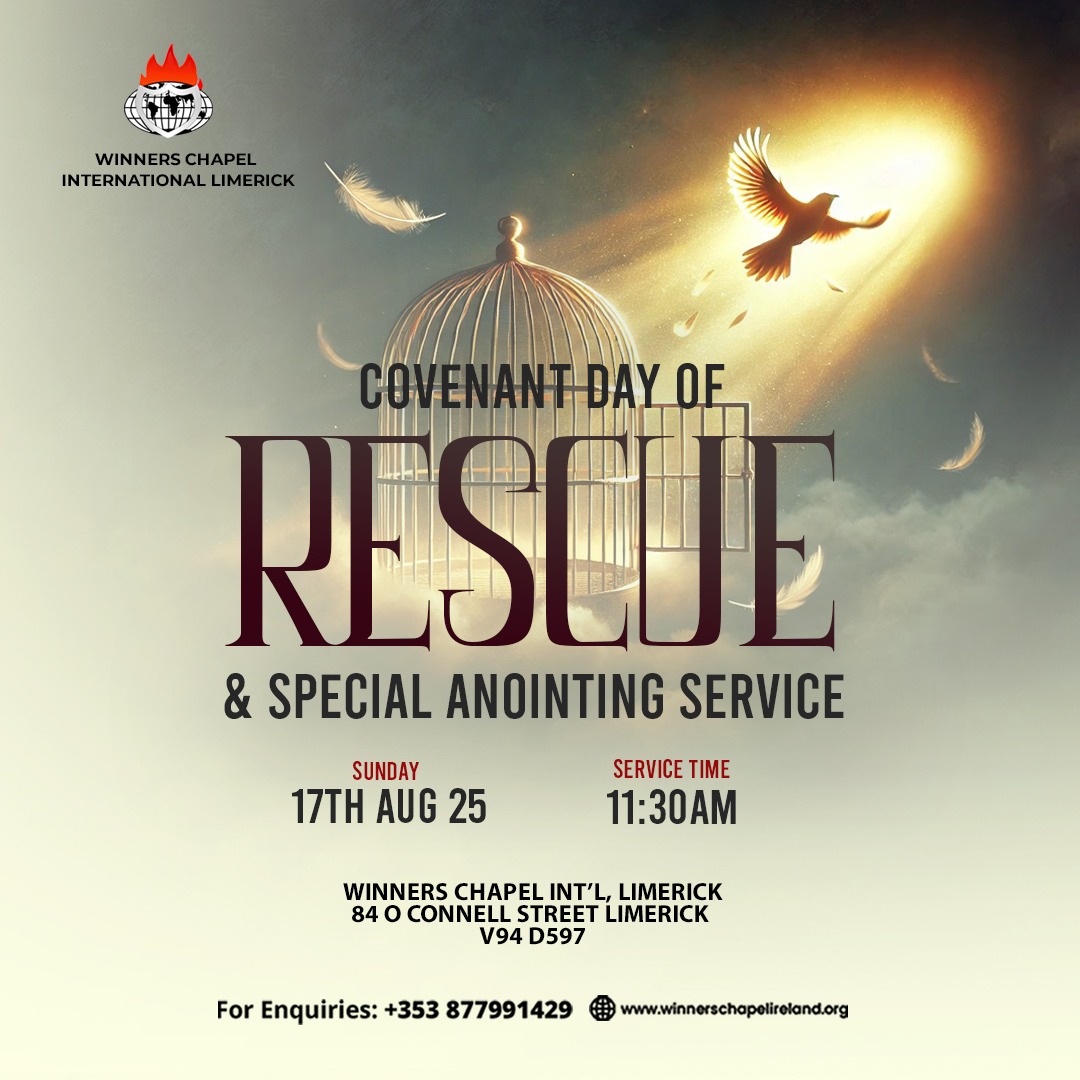 WINNERS CHAPEL
INTERNATIONAL LIMERICK
COVENANT DAY OF
RESCUE
& SPECIAL ANOINTING SERVICE
SUNDAY
17TH AUG 25
SERVICE TIME
11:30AM
WINNERS CHAPEL INT'L, LIMERICK
84 O CONNELL STREET LIMERICK
V94 D597
For Enquiries: +353 877991429 www.winnerschapelireland.org